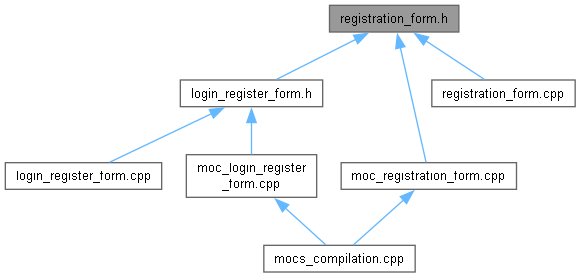 registration_form.h
login_register_form.h
registration_form.cpp
login_register_form.cpp
moc_login_register
_form.cpp
moc_registration_form.cpp
mocs_compilation.cpp